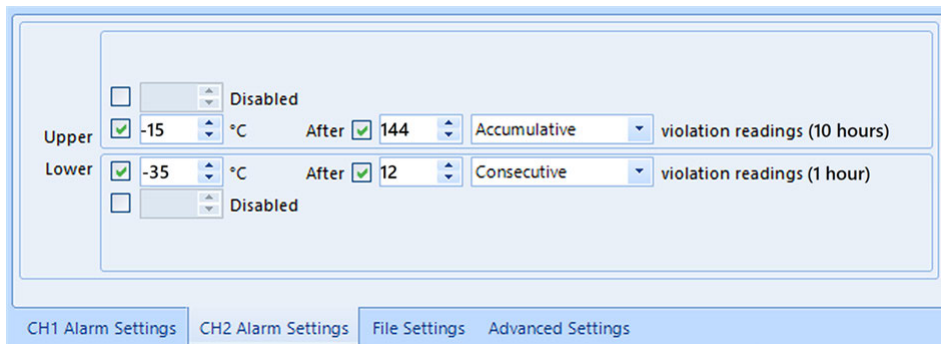 Disabled
Upper -15 °C After 144 Accumulative violation readings (10 hours)
Lower -35 °C After 12 Consecutive violation readings (1 hour)
Disabled
CH1 Alarm Settings CH2 Alarm Settings File Settings Advanced Settings